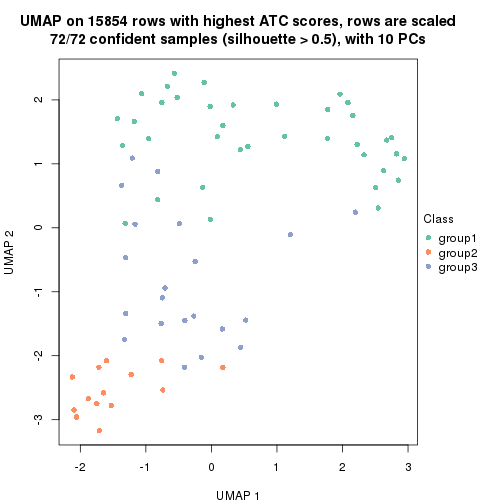 UMAP on 15854 rows with highest ATC scores, rows are scaled
72/72 confident samples (silhouette > 0.5), with 10 PCs
2
1
0
-1
-2
-3
UMAP 2
-2
-1
0
1
2
3
UMAP 1
Class
group1
group2
group3